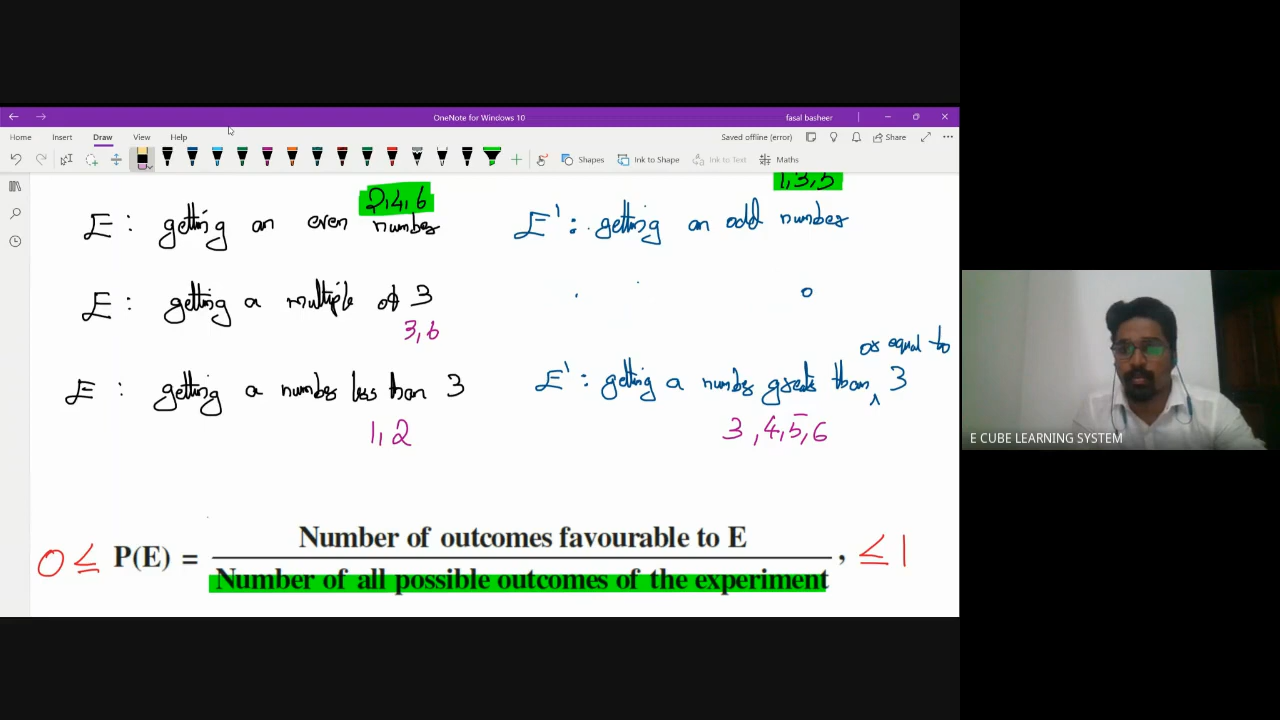 OneNote for Windows 10
fasal basheer
Home Insert Draw View Help
Saved offline (error)
Share
Shapes
Ink to Shape
Ink to Text
Maths
2,4,6
1,3,5
E : getting an even number
E' : getting an odd number
E : getting a multiple of 3
3,6
or equal to
E : getting a number less than 3
E' : getting a number greater than ^ 3
1, 2
3, 4, 5, 6
0 ≤ P(E) = Number of outcomes favourable to E
Number of all possible outcomes of the experiment , ≤ 1
E CUBE LEARNING SYSTEM